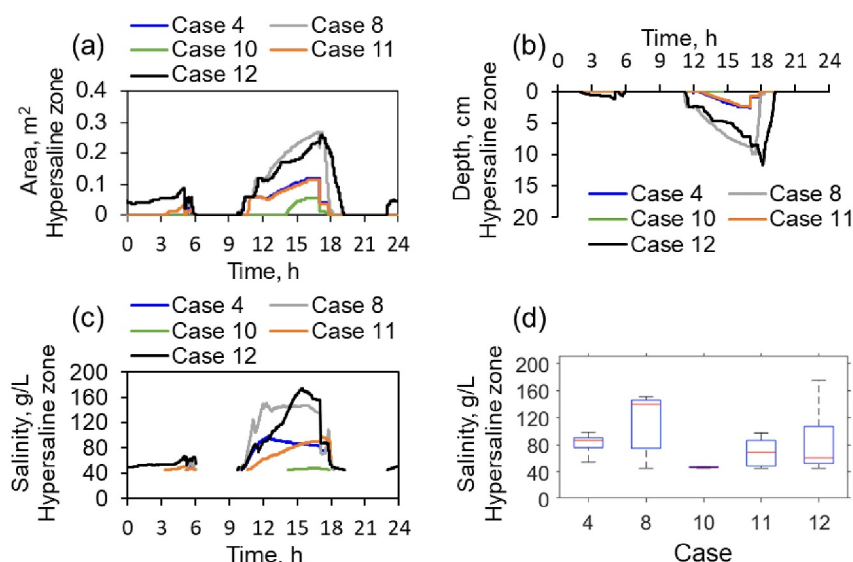 (a)
Case 4
Case 8
Case 10
Case 11
Case 12
Area, m²
Hypersaline zone
0.4
0.3
0.2
0.1
0
0 3 6 9 12 15 18 21 24
Time, h
(b)
Time, h
0 3 6 9 12 15 18 21 24
Depth, cm
Hypersaline zone
0
5
10
15
20
Case 4
Case 8
Case 10
Case 11
Case 12
(c)
Case 4
Case 8
Case 10
Case 11
Case 12
Salinity, g/L
Hypersaline zone
200
160
120
80
40
0
0 3 6 9 12 15 18 21 24
Time, h
(d)
Salinity, g/L
Hypersaline zone
200
160
120
80
40
0
4 8 10 11 12
Case